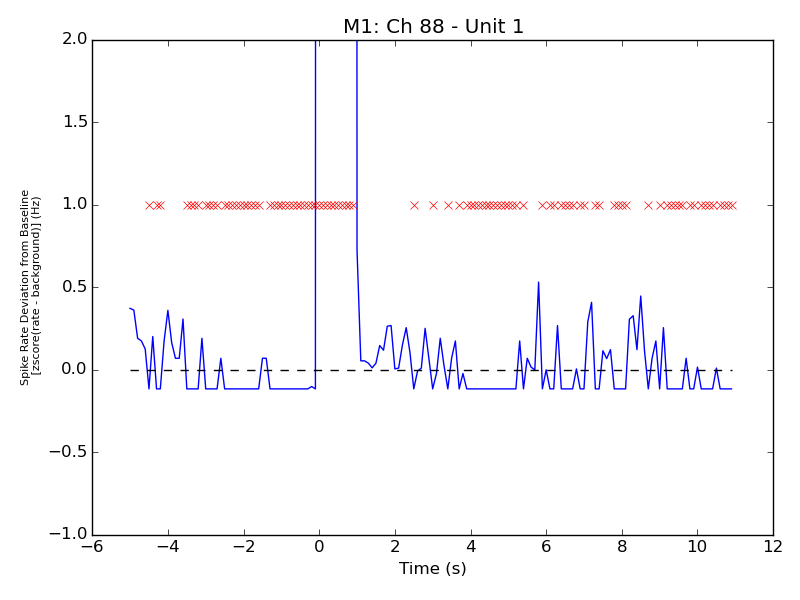 M1: Ch 88 - Unit 1
2.0
1.5
1.0
0.5
0.0
−0.5
−1.0
Spike Rate Deviation from Baseline
[zscore(rate - background)] (Hz)
−6 −4 −2 0 2 4 6 8 10 12
Time (s)